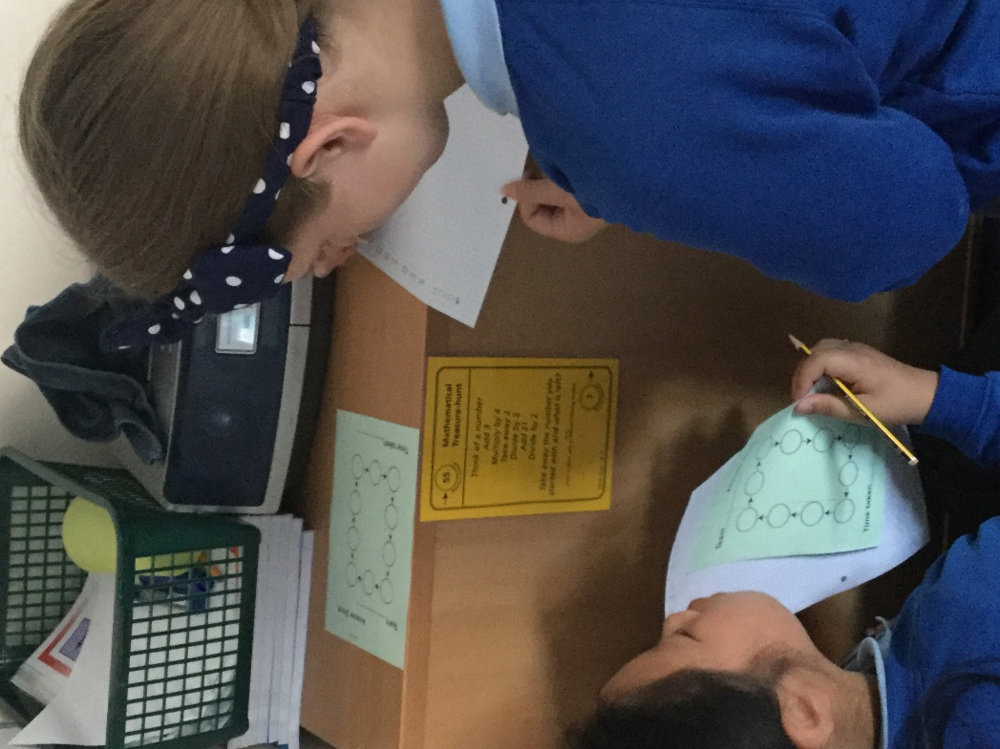 55
Mathematical
Treasure-hunt
Think of a number
Add 3
Multiply by 4
Take away 2
Divide by 2
Add 21
Divide by 2
Take away the number you
started with and what is left?
?
Team:
Time taken:
Team:
Answer Sheet
Time taken: